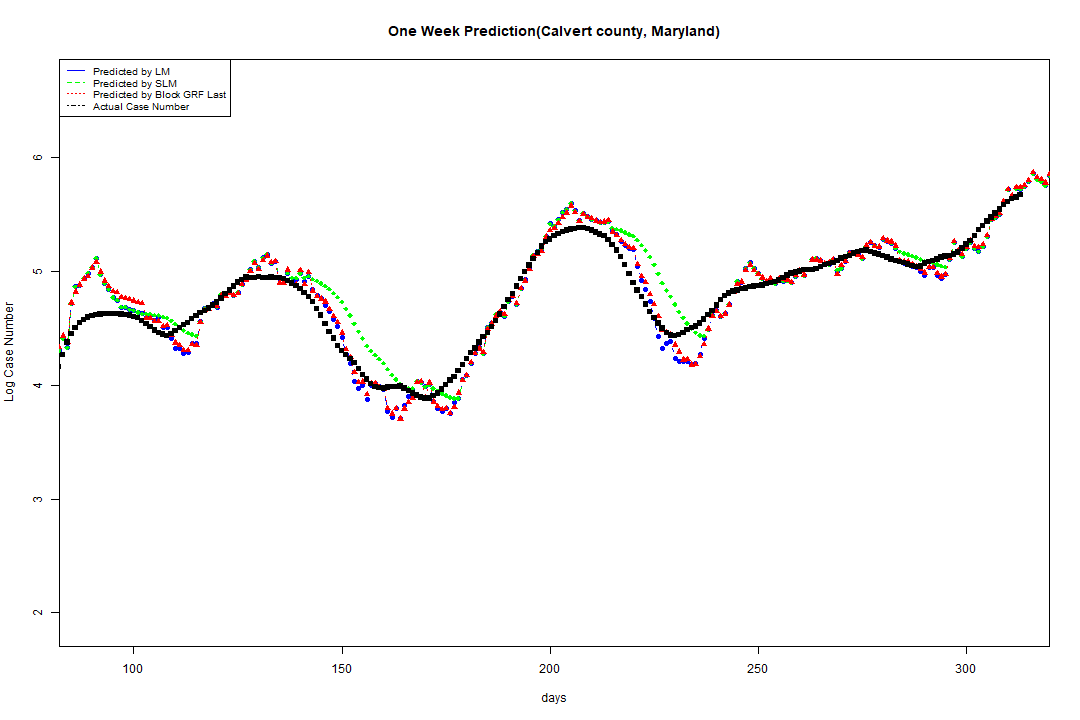 One Week Prediction(Calvert county, Maryland)
Predicted by LM
Predicted by SLM
Predicted by Block GRF Last
Actual Case Number
6
5
4
3
2
Log Case Number
100 150 200 250 300
days